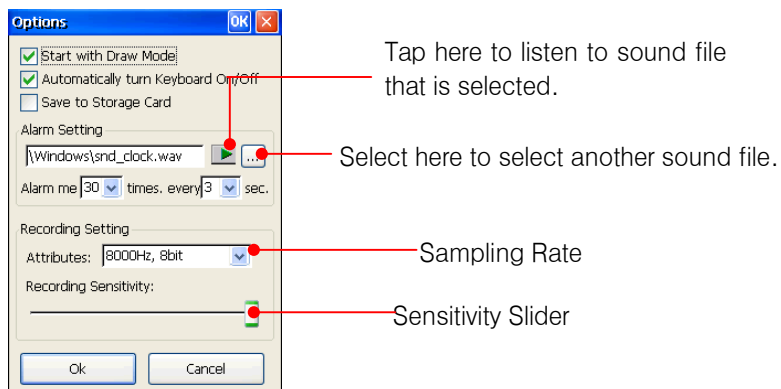 Options OK X
Start with Draw Mode
Automatically turn Keyboard On/Off
Save to Storage Card
Alarm Setting
\Windows\snd_clock.wav ...
Alarm me 30 times. every 3 sec.
Recording Setting
Attributes: 8000Hz, 8bit
Recording Sensitivity:
Ok Cancel
Tap here to listen to sound file
that is selected.
Select here to select another sound file.
Sampling Rate
Sensitivity Slider